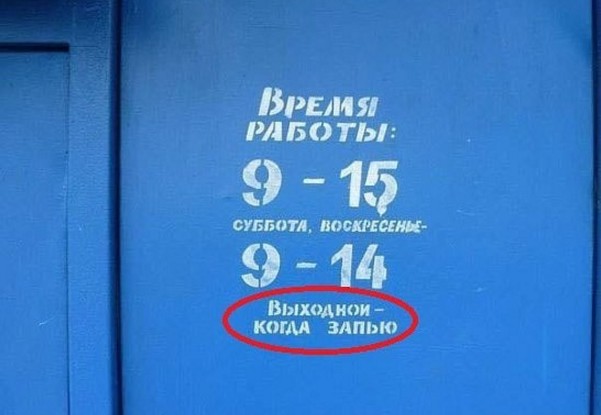 Время
работы:
9 - 15
суббота, воскресенье-
9 - 14
Выходной -
когда запью